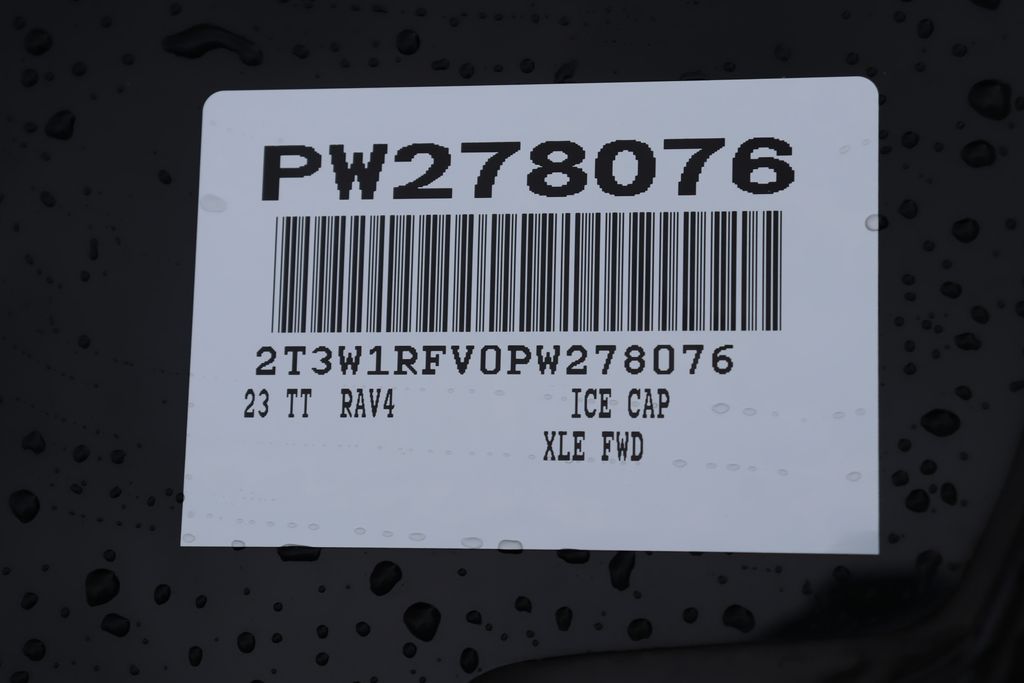 PW278076
2T3W1RFV0PW278076
23 TT RAV4 ICE CAP
XLE FWD